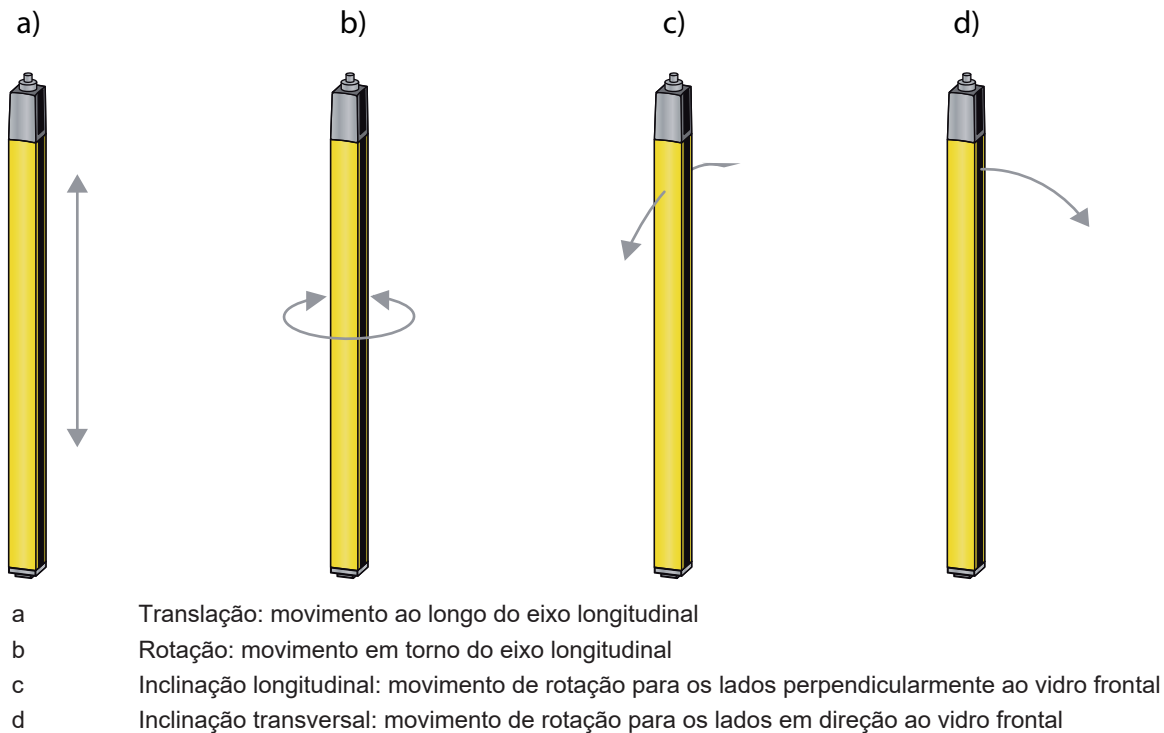 a) b) c) d)
a Translação: movimento ao longo do eixo longitudinal
b Rotação: movimento em torno do eixo longitudinal
c Inclinação longitudinal: movimento de rotação para os lados perpendicularmente ao vidro frontal
d Inclinação transversal: movimento de rotação para os lados em direção ao vidro frontal